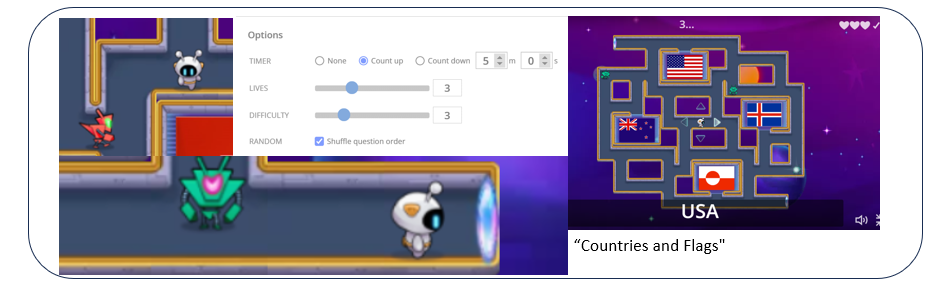 Options
TIMER None Count up Count down 5 m 0 s
LIVES 3
DIFFICULTY 3
RANDOM Shuffle question order
3...
USA
“Countries and Flags"